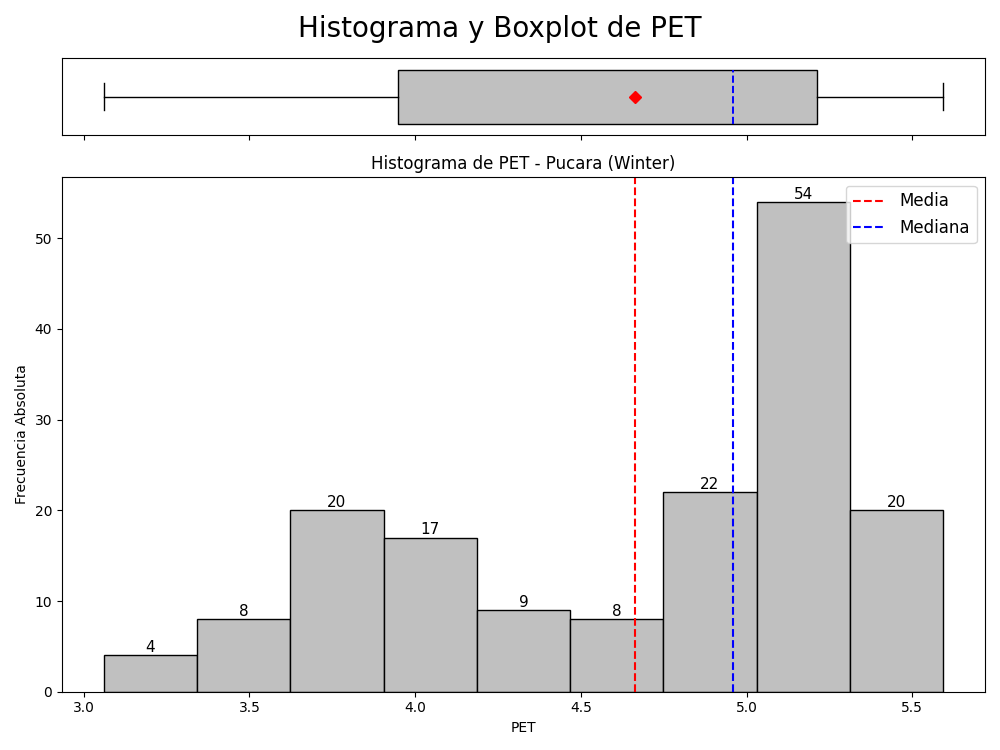 Histograma y Boxplot de PET
Histograma de PET - Pucara (Winter)
Media
Mediana
54
22
20
20
17
9
8
8
4
50
40
30
20
10
0
Frecuencia Absoluta
3.0 3.5 4.0 4.5 5.0 5.5
PET